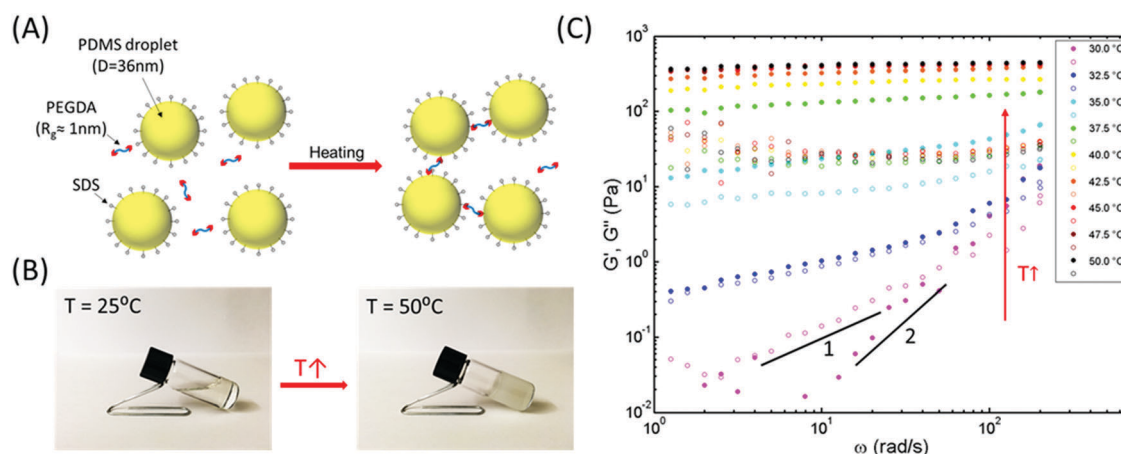 (A)
PDMS droplet
(D=36nm)
PEGDA
(Rg≈ 1nm)
SDS
Heating
(B)
T = 25°C
T↑
T = 50°C
(C)
G', G'' (Pa)
10³
10²
10¹
10⁰
10⁻¹
10⁻²
10⁰
10¹
10²
ω (rad/s)
1
2
T↑
30.0 °C
32.5 °C
35.0 °C
37.5 °C
40.0 °C
42.5 °C
45.0 °C
47.5 °C
50.0 °C